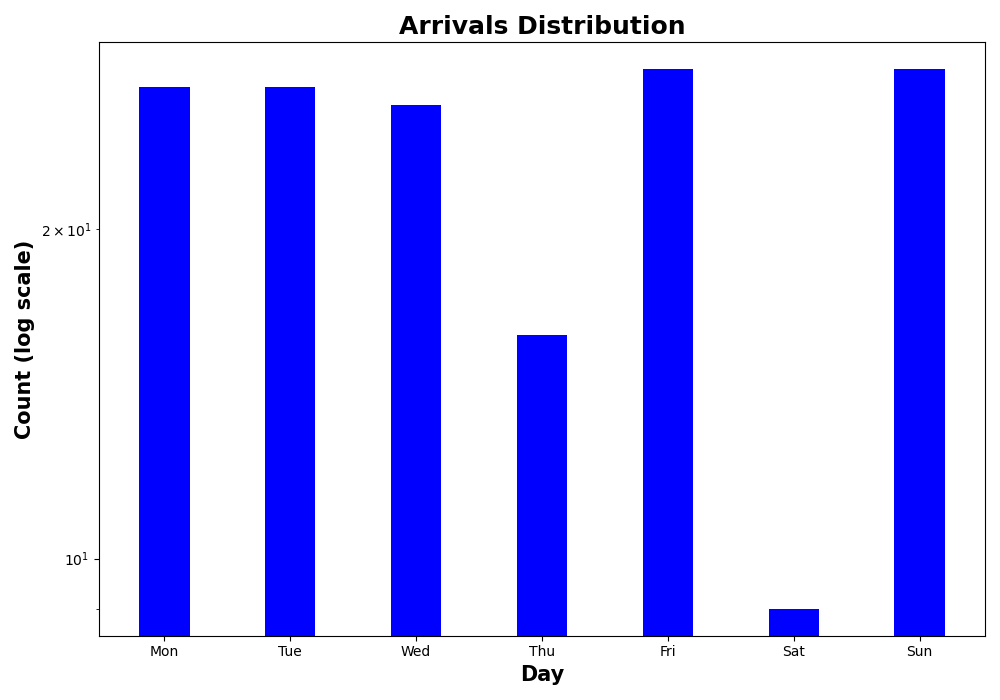 Arrivals Distribution
Count (log scale)
2 × 10¹
10¹
Mon Tue Wed Thu Fri Sat Sun
Day